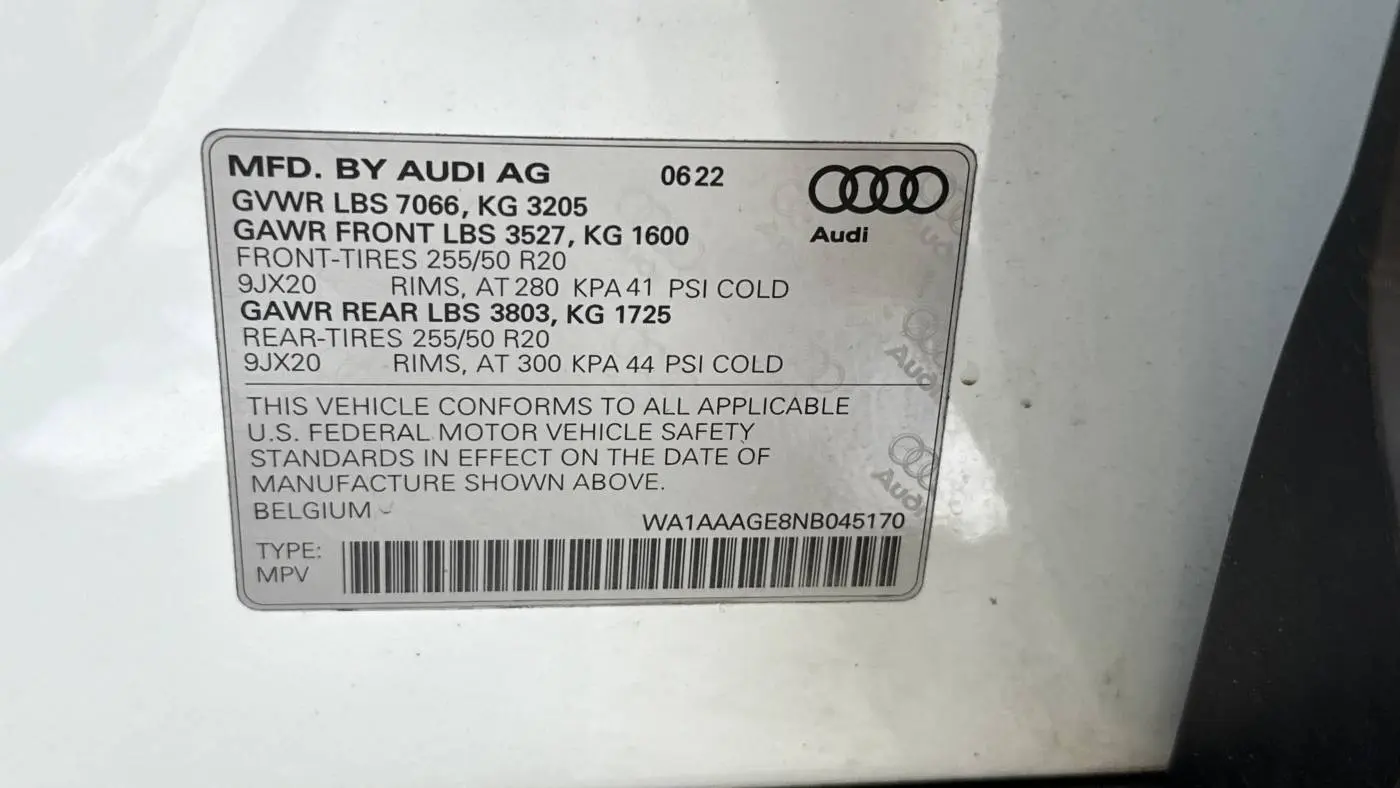 MFD. BY AUDI AG 0622
GVWR LBS 7066, KG 3205
GAWR FRONT LBS 3527, KG 1600
FRONT-TIRES 255/50 R20
9JX20 RIMS, AT 280 KPA 41 PSI COLD
GAWR REAR LBS 3803, KG 1725
REAR-TIRES 255/50 R20
9JX20 RIMS, AT 300 KPA 44 PSI COLD
Audi
THIS VEHICLE CONFORMS TO ALL APPLICABLE
U.S. FEDERAL MOTOR VEHICLE SAFETY
STANDARDS IN EFFECT ON THE DATE OF
MANUFACTURE SHOWN ABOVE.
BELGIUM
WA1AAAGE8NB045170
TYPE:
MPV
Audi
Audi